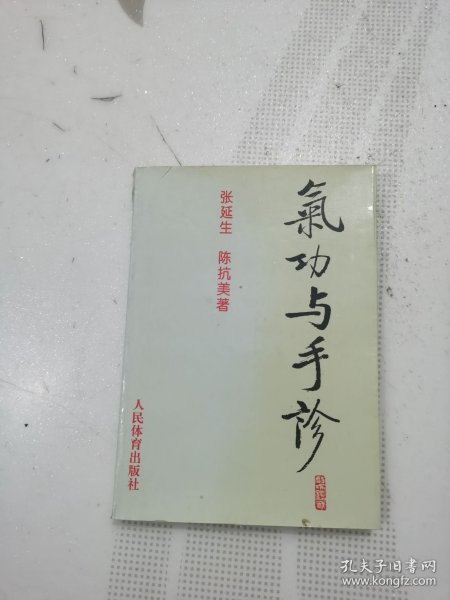 氣功与手診
张延生 陈抗美著
人民体育出版社
孔夫子旧书网
www.kongfz.com